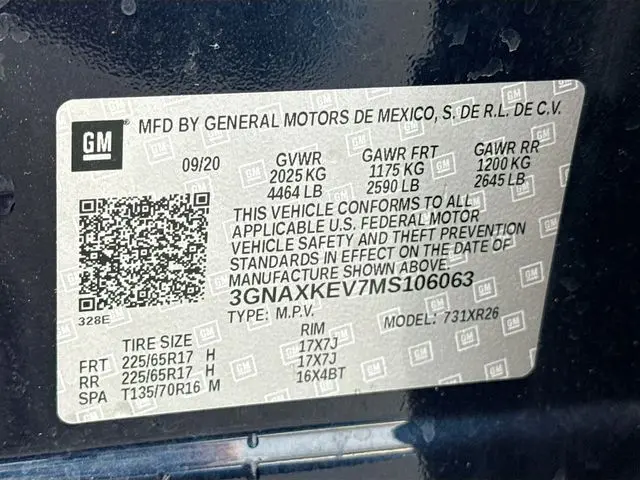 GM
MFD BY GENERAL MOTORS DE MEXICO, S. DE R.L. DE C.V.
09/20 GVWR GAWR FRT GAWR RR
2025 KG 1175 KG 1200 KG
4464 LB 2590 LB 2645 LB
THIS VEHICLE CONFORMS TO ALL
APPLICABLE U.S. FEDERAL MOTOR
VEHICLE SAFETY AND THEFT PREVENTION
STANDARDS IN EFFECT ON THE DATE OF
MANUFACTURE SHOWN ABOVE.
3GNAXKEV7MS106063
328E TYPE: M.P.V. MODEL: 731XR26
TIRE SIZE RIM
FRT 225/65R17 H 17X7J
RR 225/65R17 H 17X7J
SPA T135/70R16 M 16X4BT